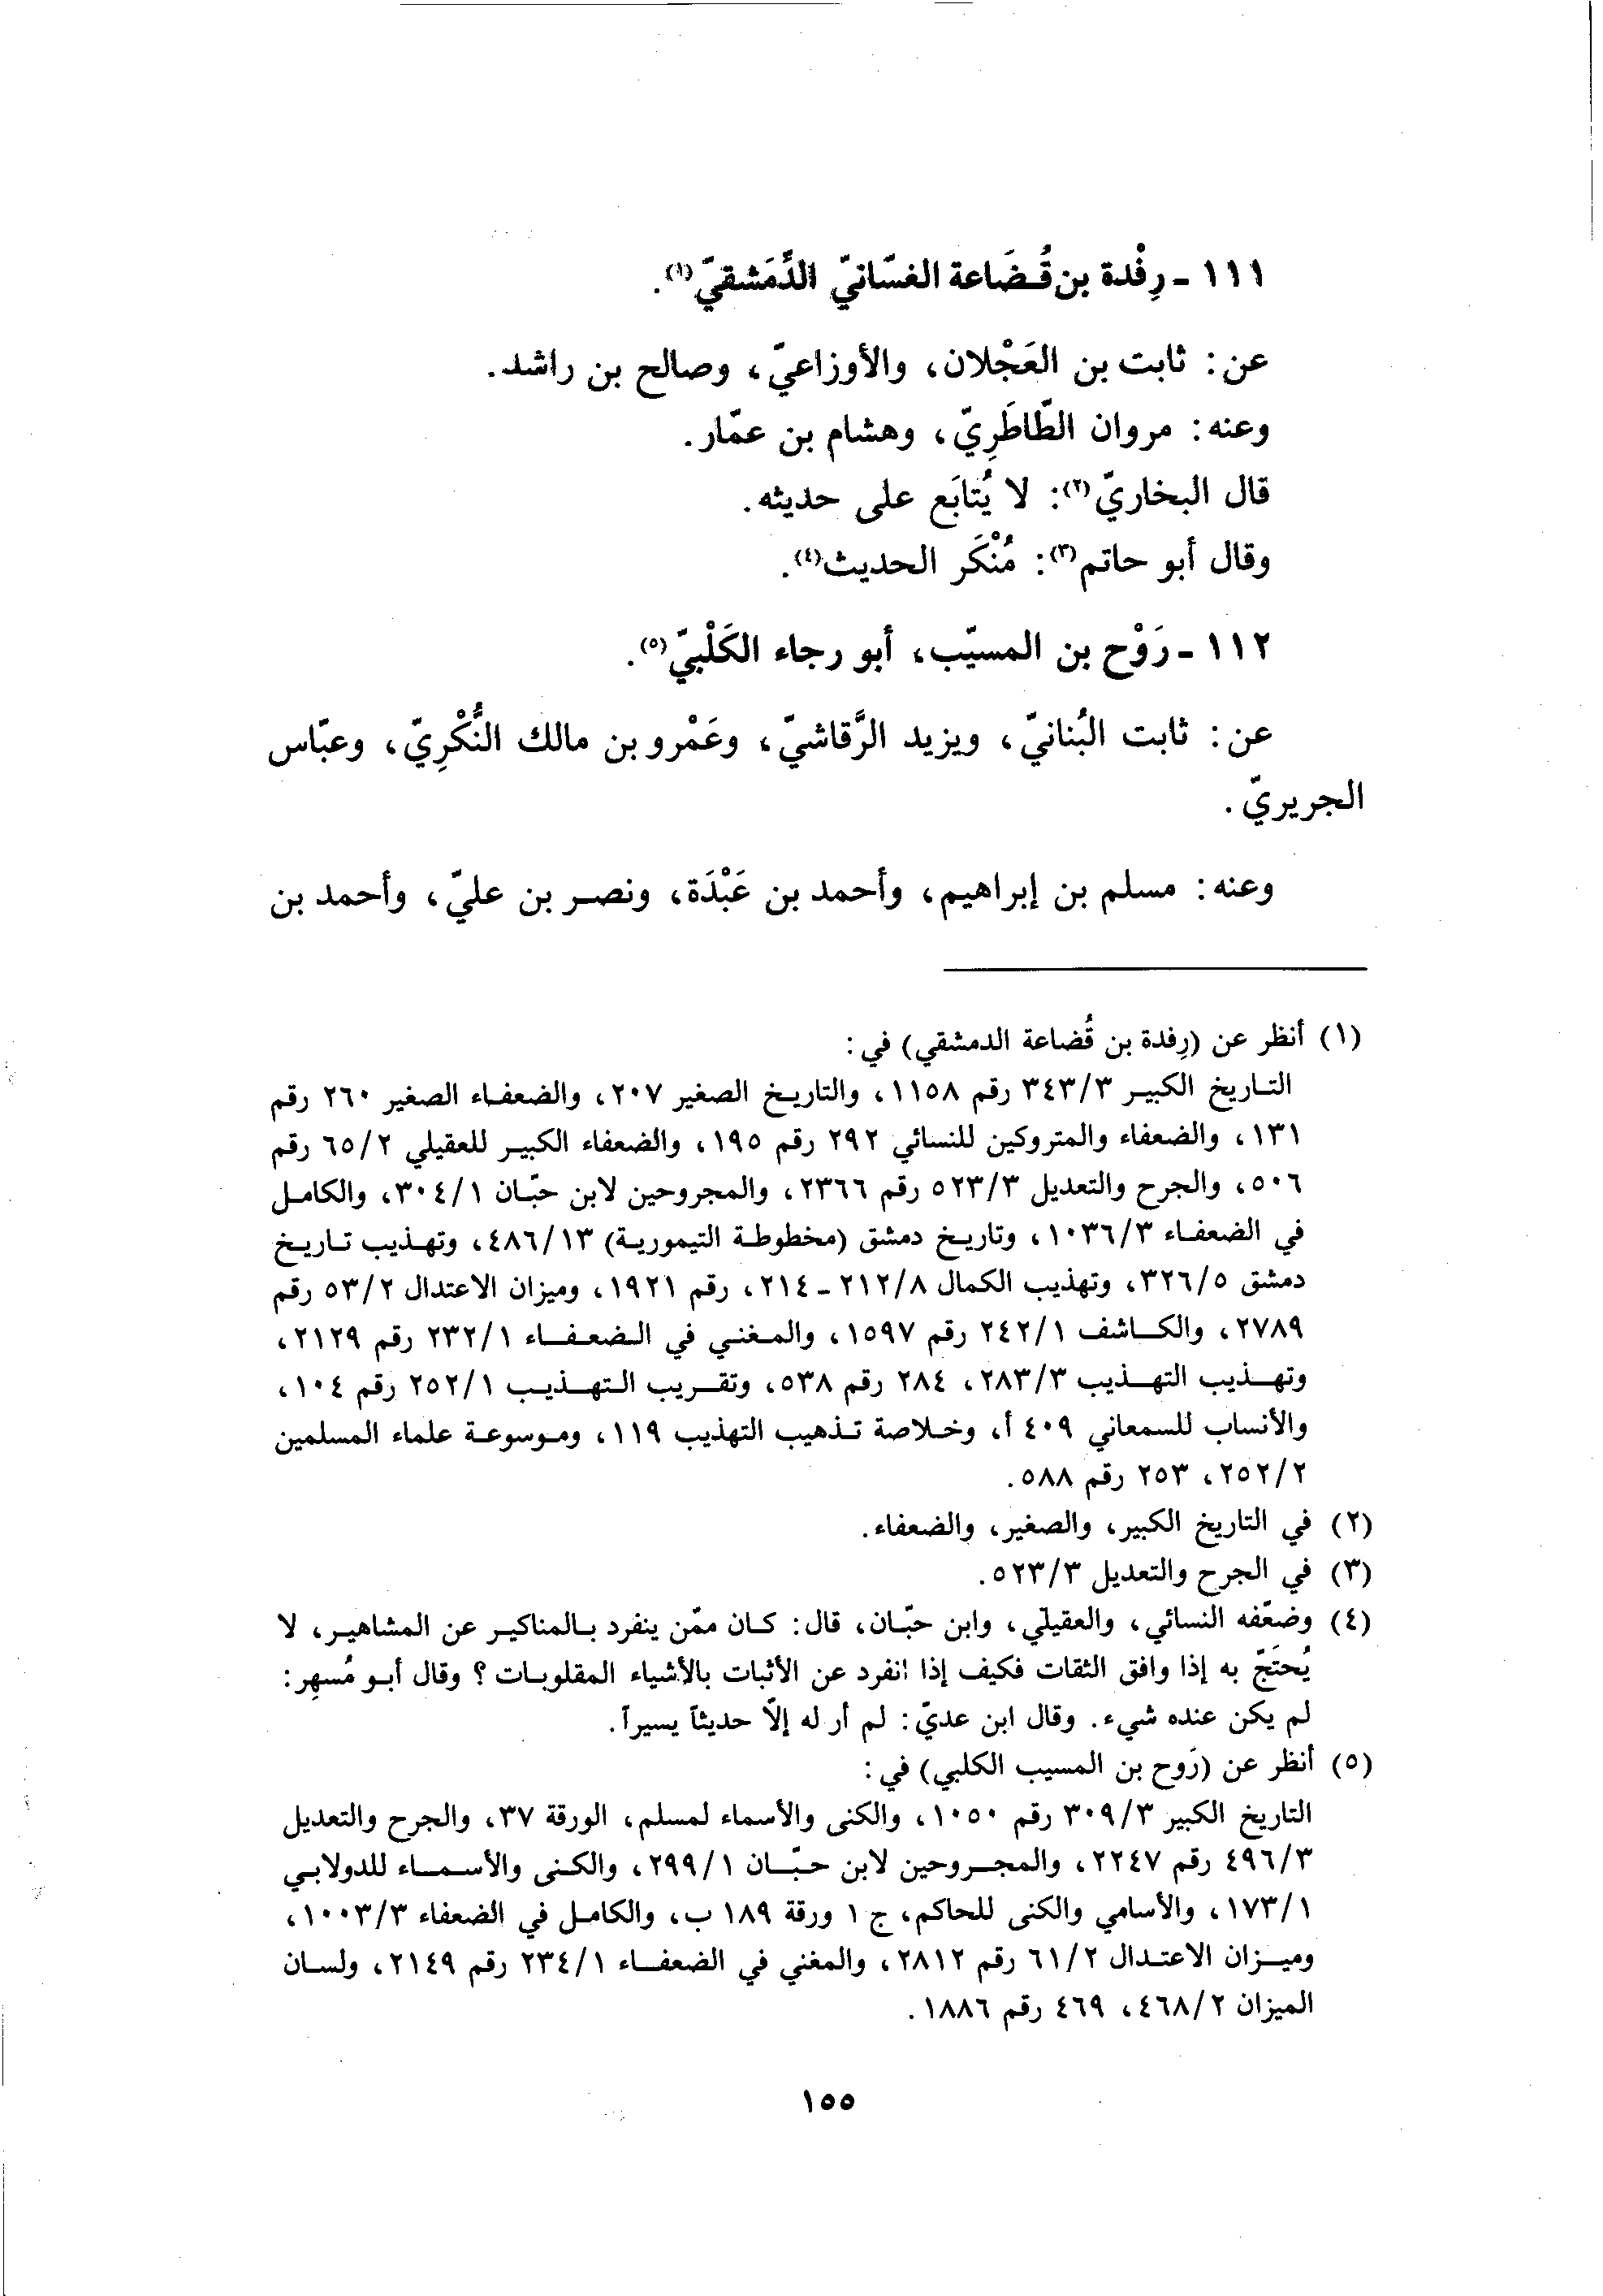 ١١١ - رِفْدة بن قُضَاعة الغسّانيّ الدِّمَشقيّ(١).
عن: ثابت بن العَجْلان، والأوزاعيّ، وصالح بن راشد.
وعنه: مروان الطّاطَرِيّ، وهشام بن عمّار.
قال البخاريّ(٢): لا يُتابَع على حديثه.
وقال أبو حاتم(٣): مُنْكَر الحديث(٤).
١١٢ - رَوْح بن المسيّب، أبو رجاء الكَلْبيّ(٥).
عن: ثابت البُنانيّ، ويزيد الرَّقاشيّ، وعَمْرو بن مالك النُّكْرِيّ، وعبّاس
الجريريّ.
وعنه: مسلم بن إبراهيم، وأحمد بن عَبْدَة، ونصر بن عليّ، وأحمد بن
(١) أنظر عن (رِفدة بن قُضاعة الدمشقي) في:
التاريخ الكبير ٣٤٣/٣ رقم ١١٥٨، والتاريخ الصغير ٢٠٧، والضعفاء الصغير ٢٦٠ رقم
١٣١، والضعفاء والمتروكين للنسائي ٢٩٢ رقم ١٩٥، والضعفاء الكبير للعقيلي ٦٥/٢ رقم
٥٠٦، والجرح والتعديل ٥٢٣/٣ رقم ٢٣٦٦، والمجروحين لابن حبّان ٣٠٤/١، والكامل
في الضعفاء ١٠٣٦/٣، وتاريخ دمشق (مخطوطة التيمورية) ٤٨٦/١٣، وتهذيب تاريخ
دمشق ٣٢٦/٥، وتهذيب الكمال ٢١٢/٨ - ٢١٤، رقم ١٩٢١، وميزان الاعتدال ٥٣/٢ رقم
٢٧٨٩، والكاشف ٢٤٢/١ رقم ١٥٩٧، والمغني في الضعفاء ٢٣٢/١ رقم ٢١٢٩،
وتهذيب التهذيب ٢٨٣/٣، ٢٨٤ رقم ٥٣٨، وتقريب التهذيب ٢٥٢/١ رقم ١٠٤،
والأنساب للسمعاني ٤٠٩ أ، وخلاصة تذهيب التهذيب ١١٩، وموسوعة علماء المسلمين
٢٥٢/٢، ٢٥٣ رقم ٥٨٨.
(٢) في التاريخ الكبير، والصغير، والضعفاء.
(٣) في الجرح والتعديل ٥٢٣/٣.
(٤) وضعّفه النسائي، والعقيلي، وابن حبّان، قال: كان ممّن ينفرد بالمناكير عن المشاهير، لا
يُحتَجّ به إذا وافق الثقات فكيف إذا انفرد عن الأثبات بالأشياء المقلوبات؟ وقال أبو مُسهِر:
لم يكن عنده شيء. وقال ابن عديّ: لم أر له إلّا حديثاً يسيراً.
(٥) أنظر عن (رَوح بن المسيب الكلبي) في:
التاريخ الكبير ٣٠٩/٣ رقم ١٠٥٠، والكنى والأسماء لمسلم، الورقة ٣٧، والجرح والتعديل
٤٩٦/٣ رقم ٢٢٤٧، والمجروحين لابن حبّان ٢٩٩/١، والكنى والأسماء للدولابي
١٧٣/١، والأسامي والكنى للحاكم، ج ١ ورقة ١٨٩ ب، والكامل في الضعفاء ١٠٠٣/٣،
وميزان الاعتدال ٦١/٢ رقم ٢٨١٢، والمغني في الضعفاء ٢٣٤/١ رقم ٢١٤٩، ولسان
الميزان ٤٦٨/٢، ٤٦٩ رقم ١٨٨٦.
١٥٥